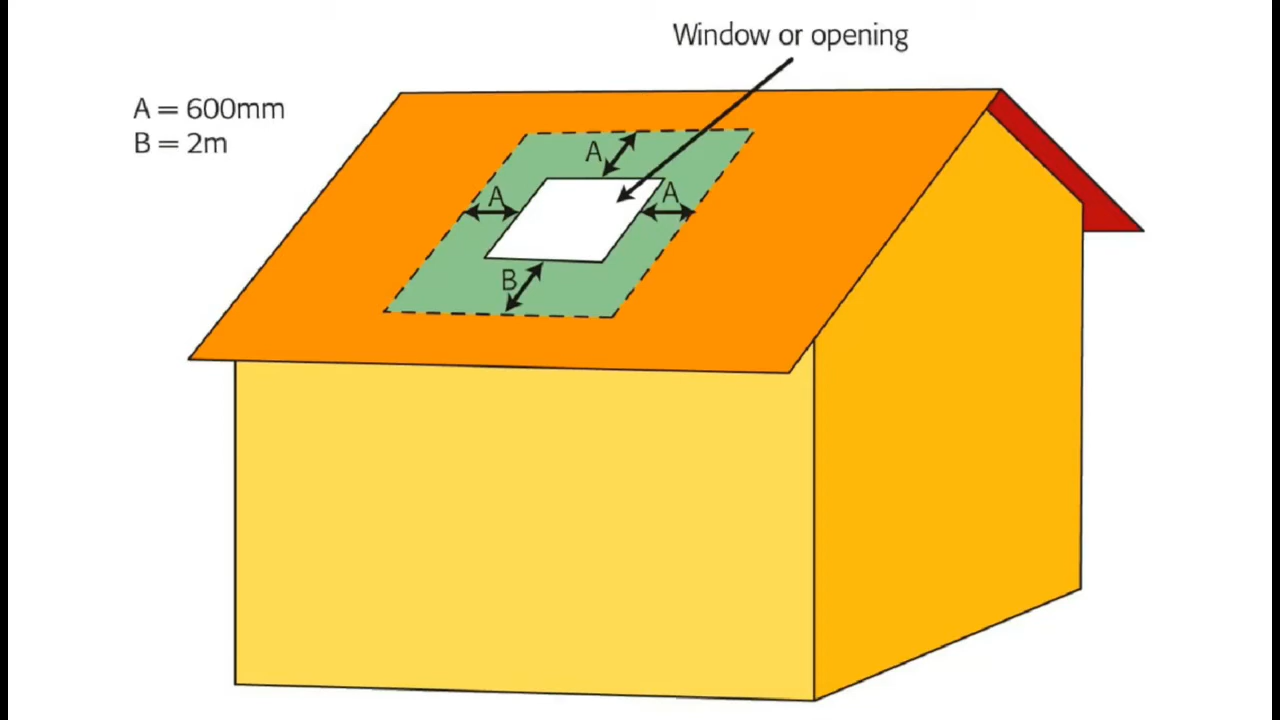 Window or opening
A = 600mm
B = 2m
A
A
A
B